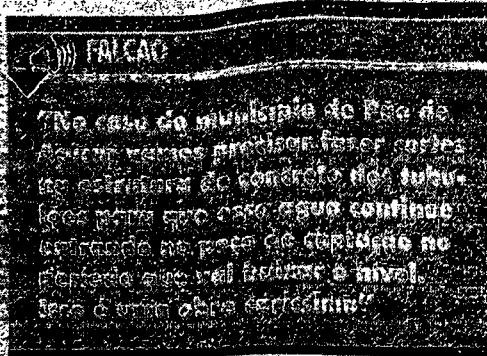 FALCÃO
"No caso do município de Pão de
Açúcar vamos precisar fazer cortes
na estrutura de concreto dos tubu-
lões para que essa água continue
entrando no poço de captação no
período que vai baixar o nível.
Isso é uma obra caríssima"